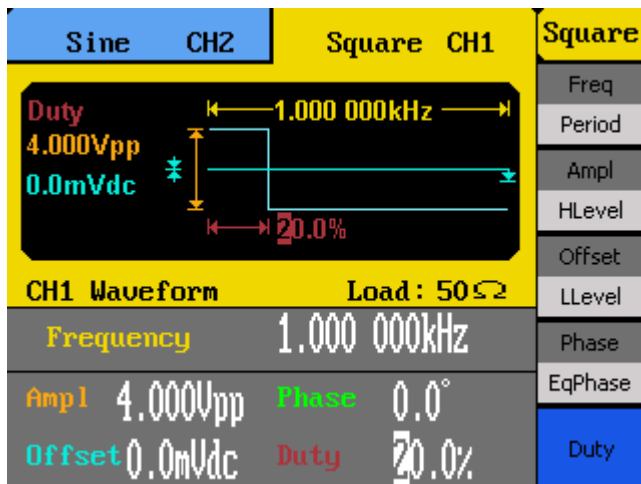 Sine CH2 Square CH1 Square
Duty 1.000 000kHz
4.000Vpp
0.0mVdc
20.0%
CH1 Waveform Load: 50Ω
Frequency 1.000 000kHz
Ampl 4.000Vpp Phase 0.0°
Offset 0.0mVdc Duty 20.0%
Freq
Period
Ampl
HLevel
Offset
LLevel
Phase
EqPhase
Duty